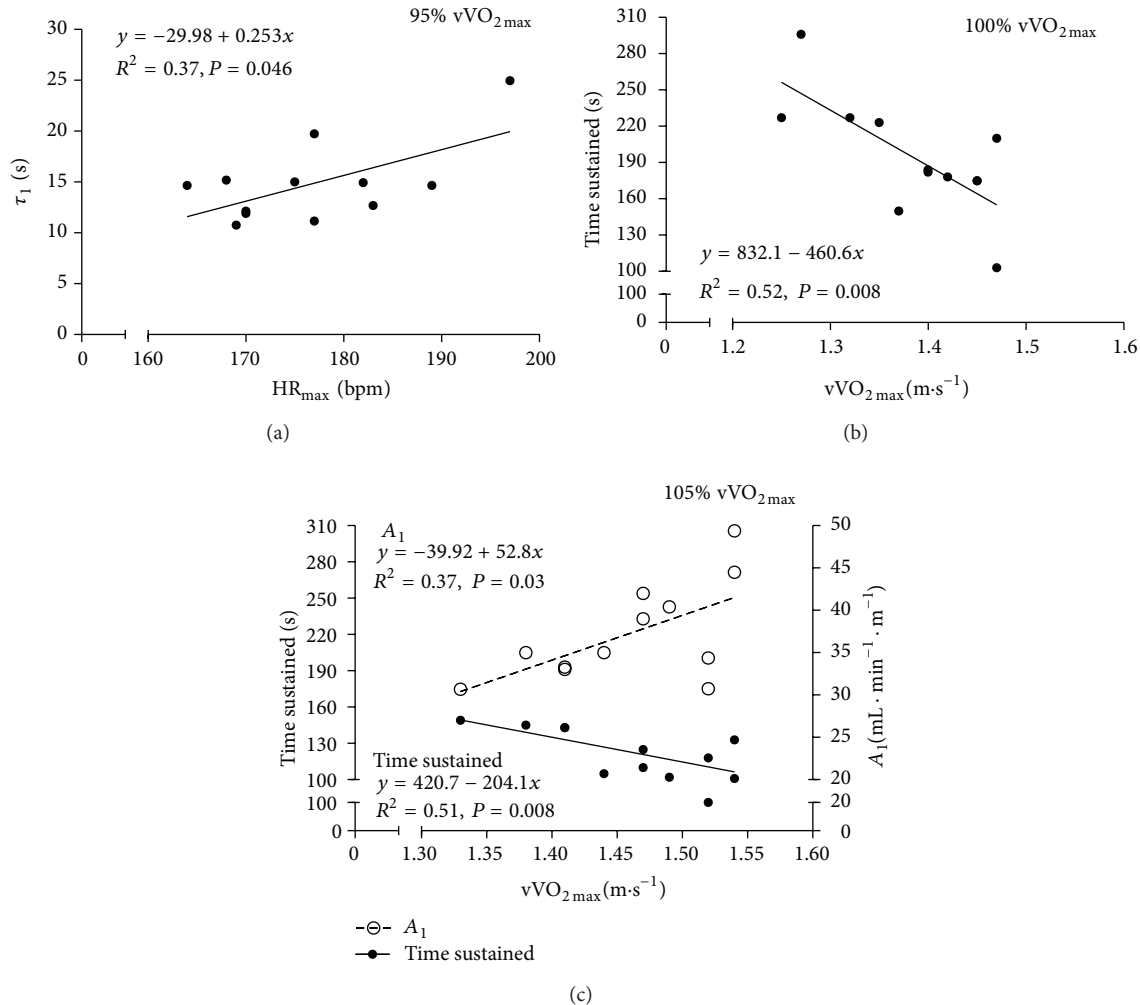 95% vVO2max
y = −29.98 + 0.253x
R² = 0.37, P = 0.046
30
25
20
15
10
5
0
τ1 (s)
0 160 170 180 190 200
HRmax (bpm)
(a)
100% vVO2max
310
280
250
220
190
160
130
100
100
0
Time sustained (s)
y = 832.1 − 460.6x
R² = 0.52, P = 0.008
0 1.2 1.3 1.4 1.5 1.6
vVO2max(m·s−1)
(b)
105% vVO2max
A1
y = −39.92 + 52.8x
R² = 0.37, P = 0.03
310
280
250
220
190
160
130
100
100
0
Time sustained (s)
Time sustained
y = 420.7 − 204.1x
R² = 0.51, P = 0.008
50
45
40
35
30
25
20
20
0
A1(mL · min−1 · m−1)
0 1.30 1.35 1.40 1.45 1.50 1.55 1.60
vVO2max(m·s−1)
A1
Time sustained
(c)